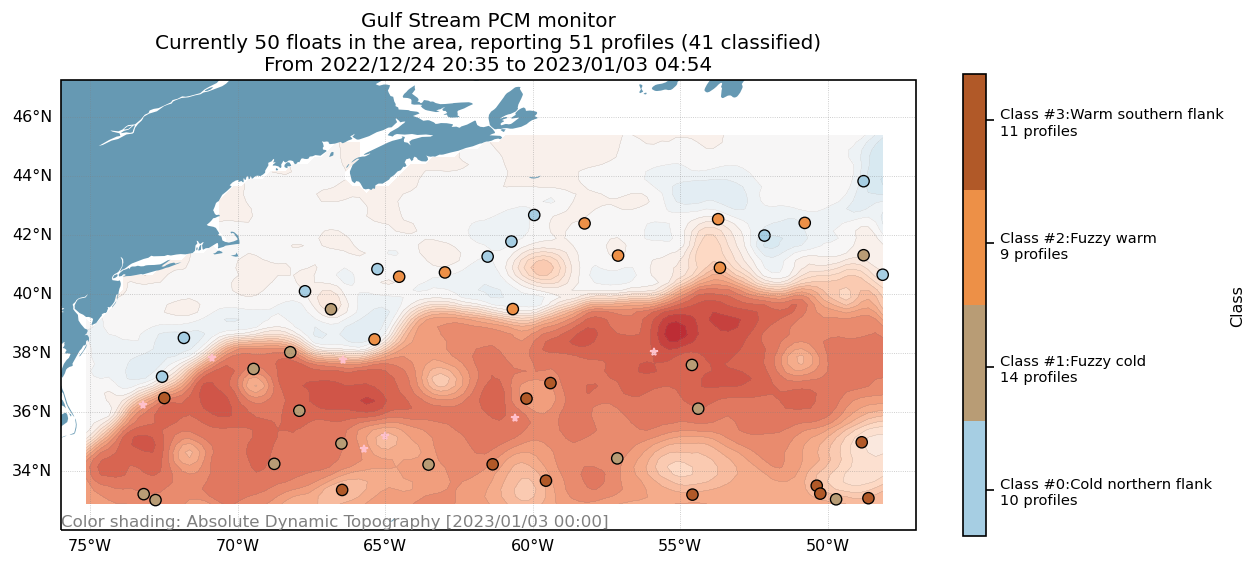 Gulf Stream PCM monitor
Currently 50 floats in the area, reporting 51 profiles (41 classified)
From 2022/12/24 20:35 to 2023/01/03 04:54
46°N
44°N
42°N
40°N
38°N
36°N
34°N
Color shading: Absolute Dynamic Topography [2023/01/03 00:00]
75°W
70°W
65°W
60°W
55°W
50°W
Class #3:Warm southern flank
11 profiles
Class #2:Fuzzy warm
9 profiles
Class #1:Fuzzy cold
14 profiles
Class #0:Cold northern flank
10 profiles
Class